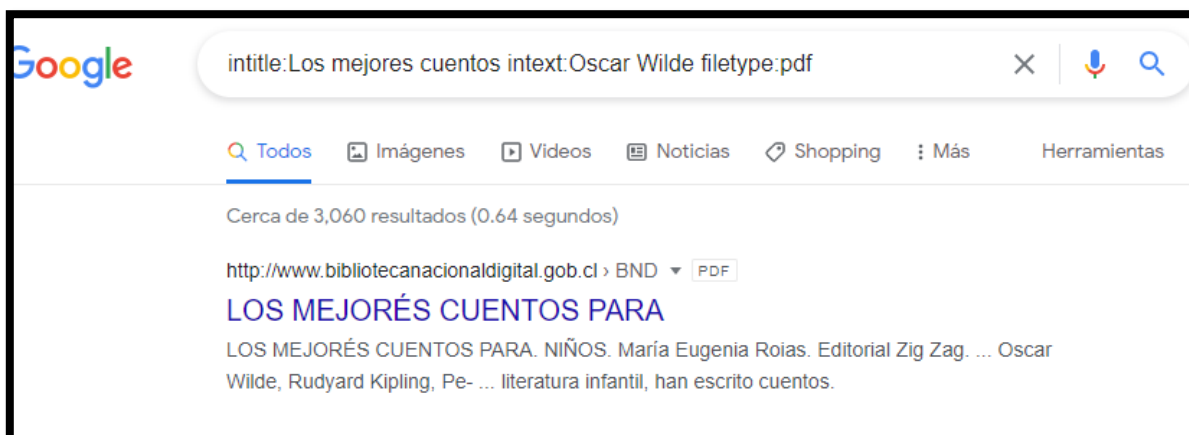 Google
intitle:Los mejores cuentos intext:Oscar Wilde filetype:pdf
Todos Imágenes Videos Noticias Shopping Más Herramientas
Cerca de 3,060 resultados (0.64 segundos)
http://www.bibliotecanacionaldigital.gob.cl › BND PDF
LOS MEJORÉS CUENTOS PARA
LOS MEJORÉS CUENTOS PARA. NIÑOS. María Eugenia Roias. Editorial Zig Zag. ... Oscar
Wilde, Rudyard Kipling, Pe- ... literatura infantil, han escrito cuentos.